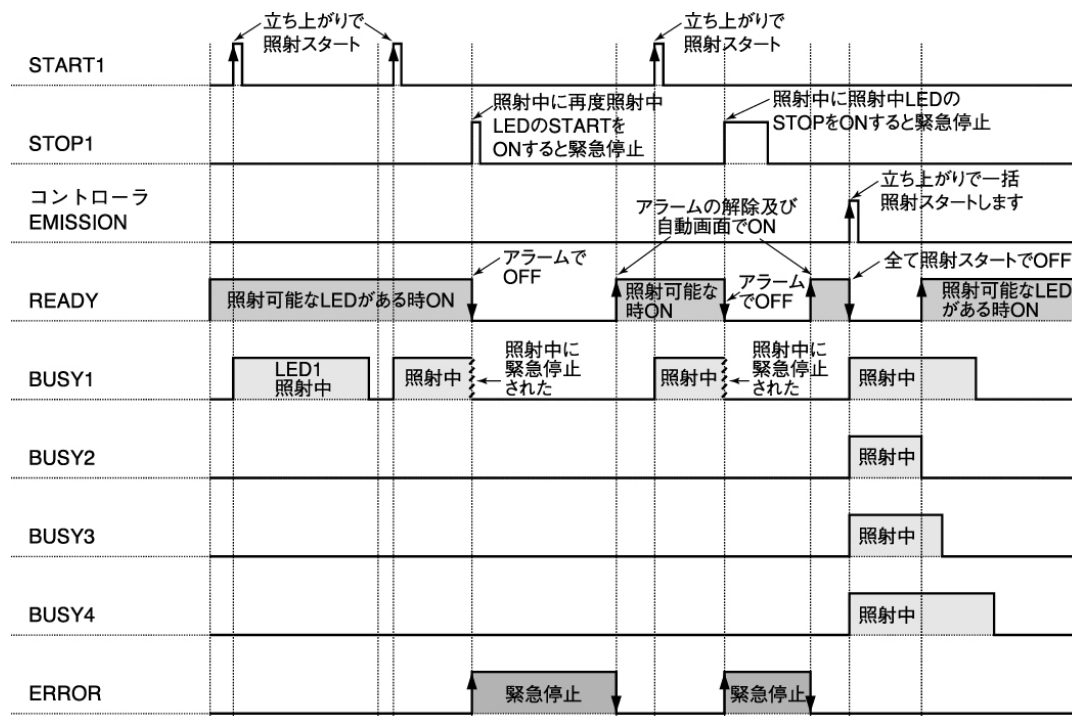 立ち上がりで
照射スタート
立ち上がりで
照射スタート
START1
照射中に再度照射中
LEDのSTARTを
ONすると緊急停止
照射中に照射中LEDの
STOPをONすると緊急停止
STOP1
コントローラ
EMISSION
立ち上がりで一括
照射スタートします
アラームの解除及び
自動画面でON
アラームで
OFF
全て照射スタートでOFF
READY
照射可能なLEDがある時ON
照射可能な
時ON
アラーム
でOFF
照射可能なLED
がある時ON
BUSY1
LED1
照射中
照射中
照射中に
緊急停止
された
照射中
照射中に
緊急停止
された
照射中
BUSY2
照射中
BUSY3
照射中
BUSY4
照射中
ERROR
緊急停止
緊急停止